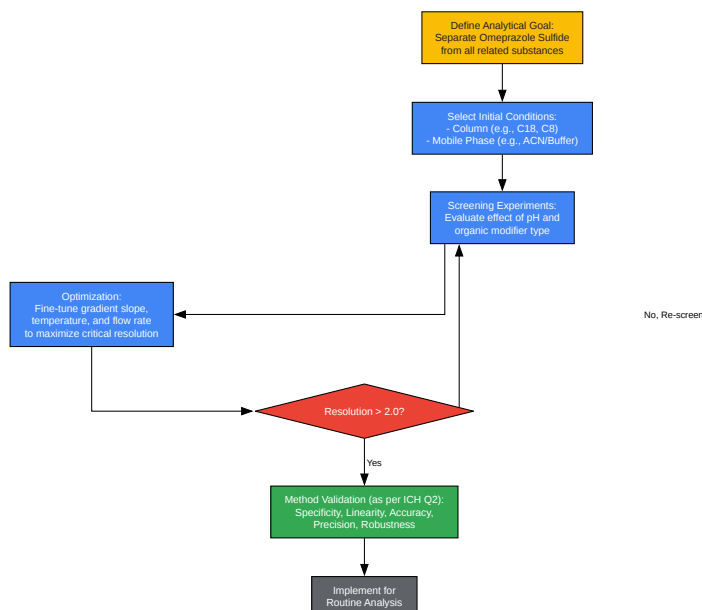 Define Analytical Goal:
Separate Omeprazole Sulfide
from all related substances
Select Initial Conditions:
- Column (e.g., C18, C8)
- Mobile Phase (e.g., ACN/Buffer)
Screening Experiments:
Evaluate effect of pH and
organic modifier type
Optimization:
Fine-tune gradient slope,
temperature, and flow rate
to maximize critical resolution
No, Re-screen
Resolution > 2.0?
Yes
Method Validation (as per ICH Q2):
Specificity, Linearity, Accuracy,
Precision, Robustness
Implement for
Routine Analysis